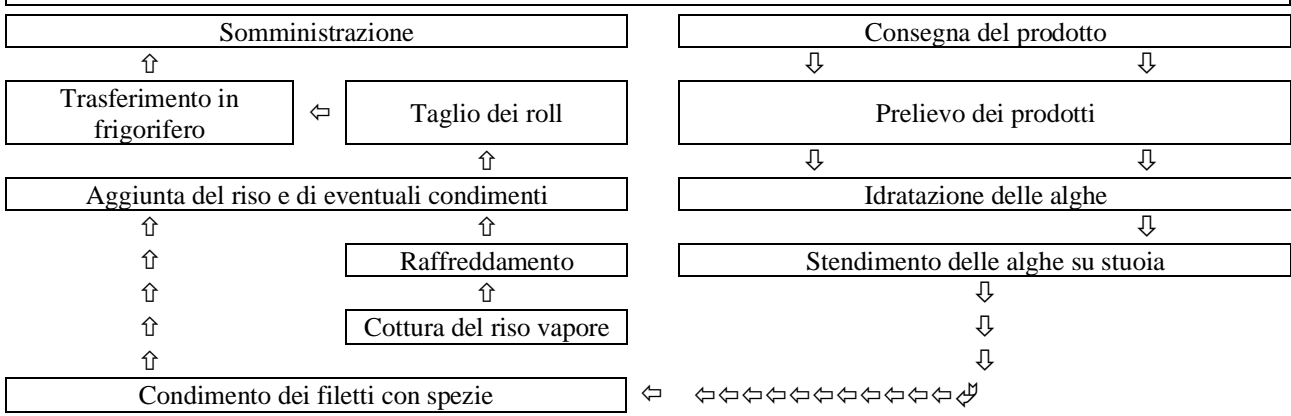 Somministrazione
Consegna del prodotto
⇧
⇩ ⇩
Trasferimento in
frigorifero
⇦
Taglio dei roll
Prelievo dei prodotti
⇧
⇩ ⇩
Aggiunta del riso e di eventuali condimenti
Idratazione delle alghe
⇧ ⇧
⇩
⇧
Raffreddamento
Stendimento delle alghe su stuoia
⇧ ⇧
⇩
⇧
Cottura del riso vapore
⇩
⇧
⇩
Condimento dei filetti con spezie
⇦ ⇦⇦⇦⇦⇦⇦⇦⇦⇦⇦⇦